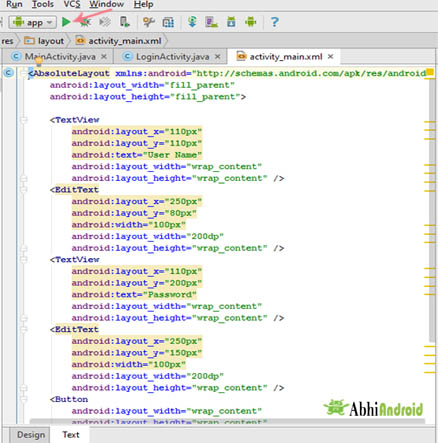 Run Tools VCS Window Help
app
res layout activity_main.xml
MainActivity.java LoginActivity.java activity_main.xml
<AbsoluteLayout xmlns:android="http://schemas.android.com/apk/res/android
android:layout_width="fill_parent"
android:layout_height="fill_parent">
<TextView
android:layout_x="110px"
android:layout_y="110px"
android:text="User Name"
android:layout_width="wrap_content"
android:layout_height="wrap_content" />
<EditText
android:layout_x="250px"
android:layout_y="80px"
android:width="100px"
android:layout_width="200dp"
android:layout_height="wrap_content" />
<TextView
android:layout_x="110px"
android:layout_y="200px"
android:text="Password"
android:layout_width="wrap_content"
android:layout_height="wrap_content" />
<EditText
android:layout_x="250px"
android:layout_y="150px"
android:width="100px"
android:layout_width="200dp"
android:layout_height="wrap_content" />
<Button
android:layout_width="wrap_content"
android:layout_height="wrap_content"
AbhiAndroid
Design Text